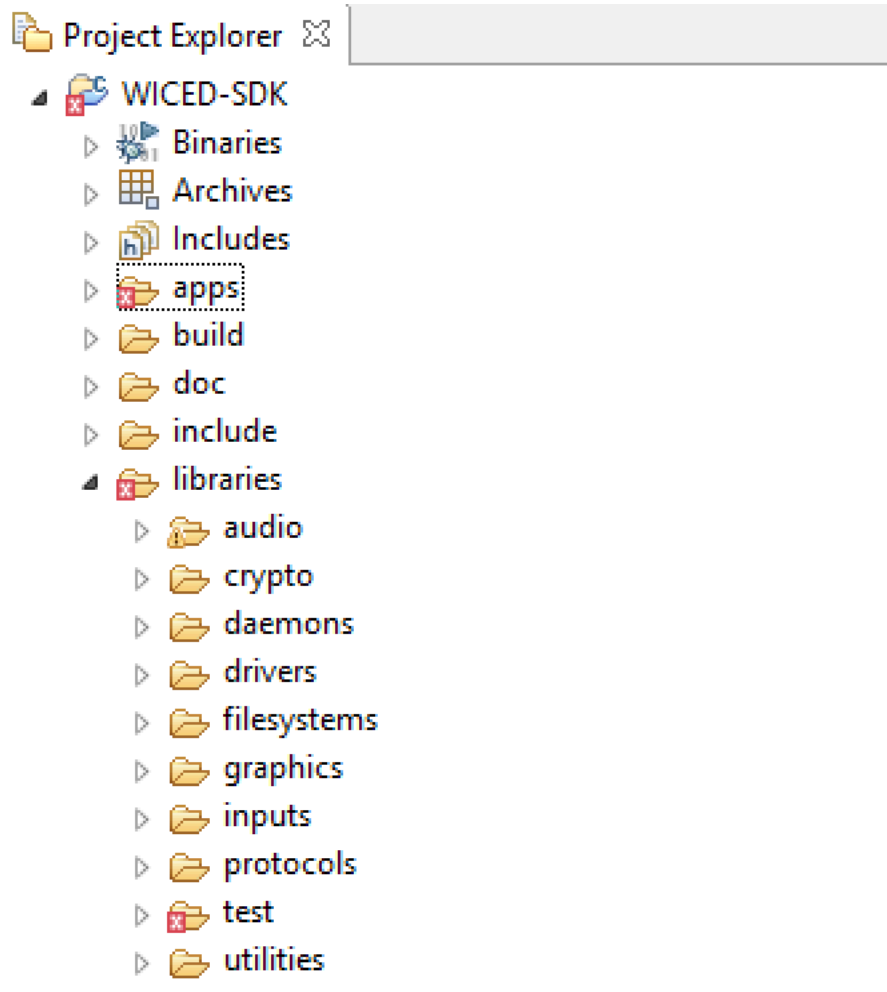 Project Explorer
WICED-SDK
Binaries
Archives
Includes
apps
build
doc
include
libraries
audio
crypto
daemons
drivers
filesystems
graphics
inputs
protocols
test
utilities